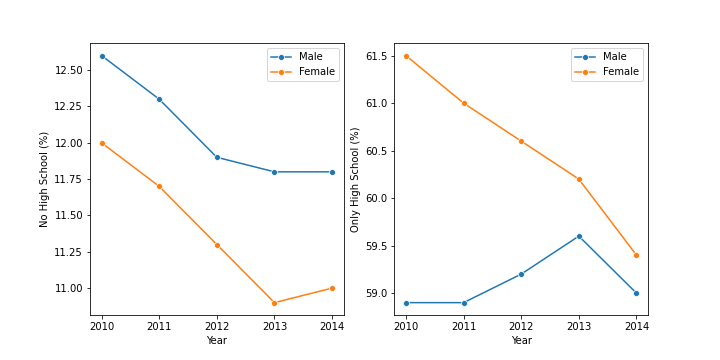 Male
Female
12.50
12.25
12.00
11.75
11.50
11.25
11.00
No High School (%)
2010 2011 2012 2013 2014
Year
Male
Female
61.5
61.0
60.5
60.0
59.5
59.0
Only High School (%)
2010 2011 2012 2013 2014
Year